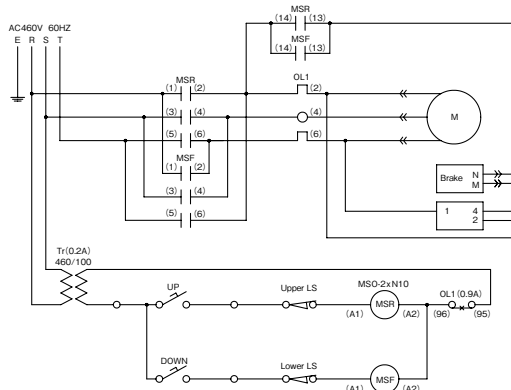 MSR
(14) (13)
MSF
(14) (13)
AC460V 60HZ
E R S T
MSR
(1) (2)
(3) (4)
(5) (6)
MSF
(1) (2)
(3) (4)
(5) (6)
OL1
(2)
(4)
(6)
M
Brake N
M
1 4
2
Tr(0.2A)
460/100
UP
Upper LS
MSO-2xN10
MSR
(A1) (A2)
OL1(0.9A)
(96) (95)
DOWN
Lower LS
MSF
(A1) (A2)